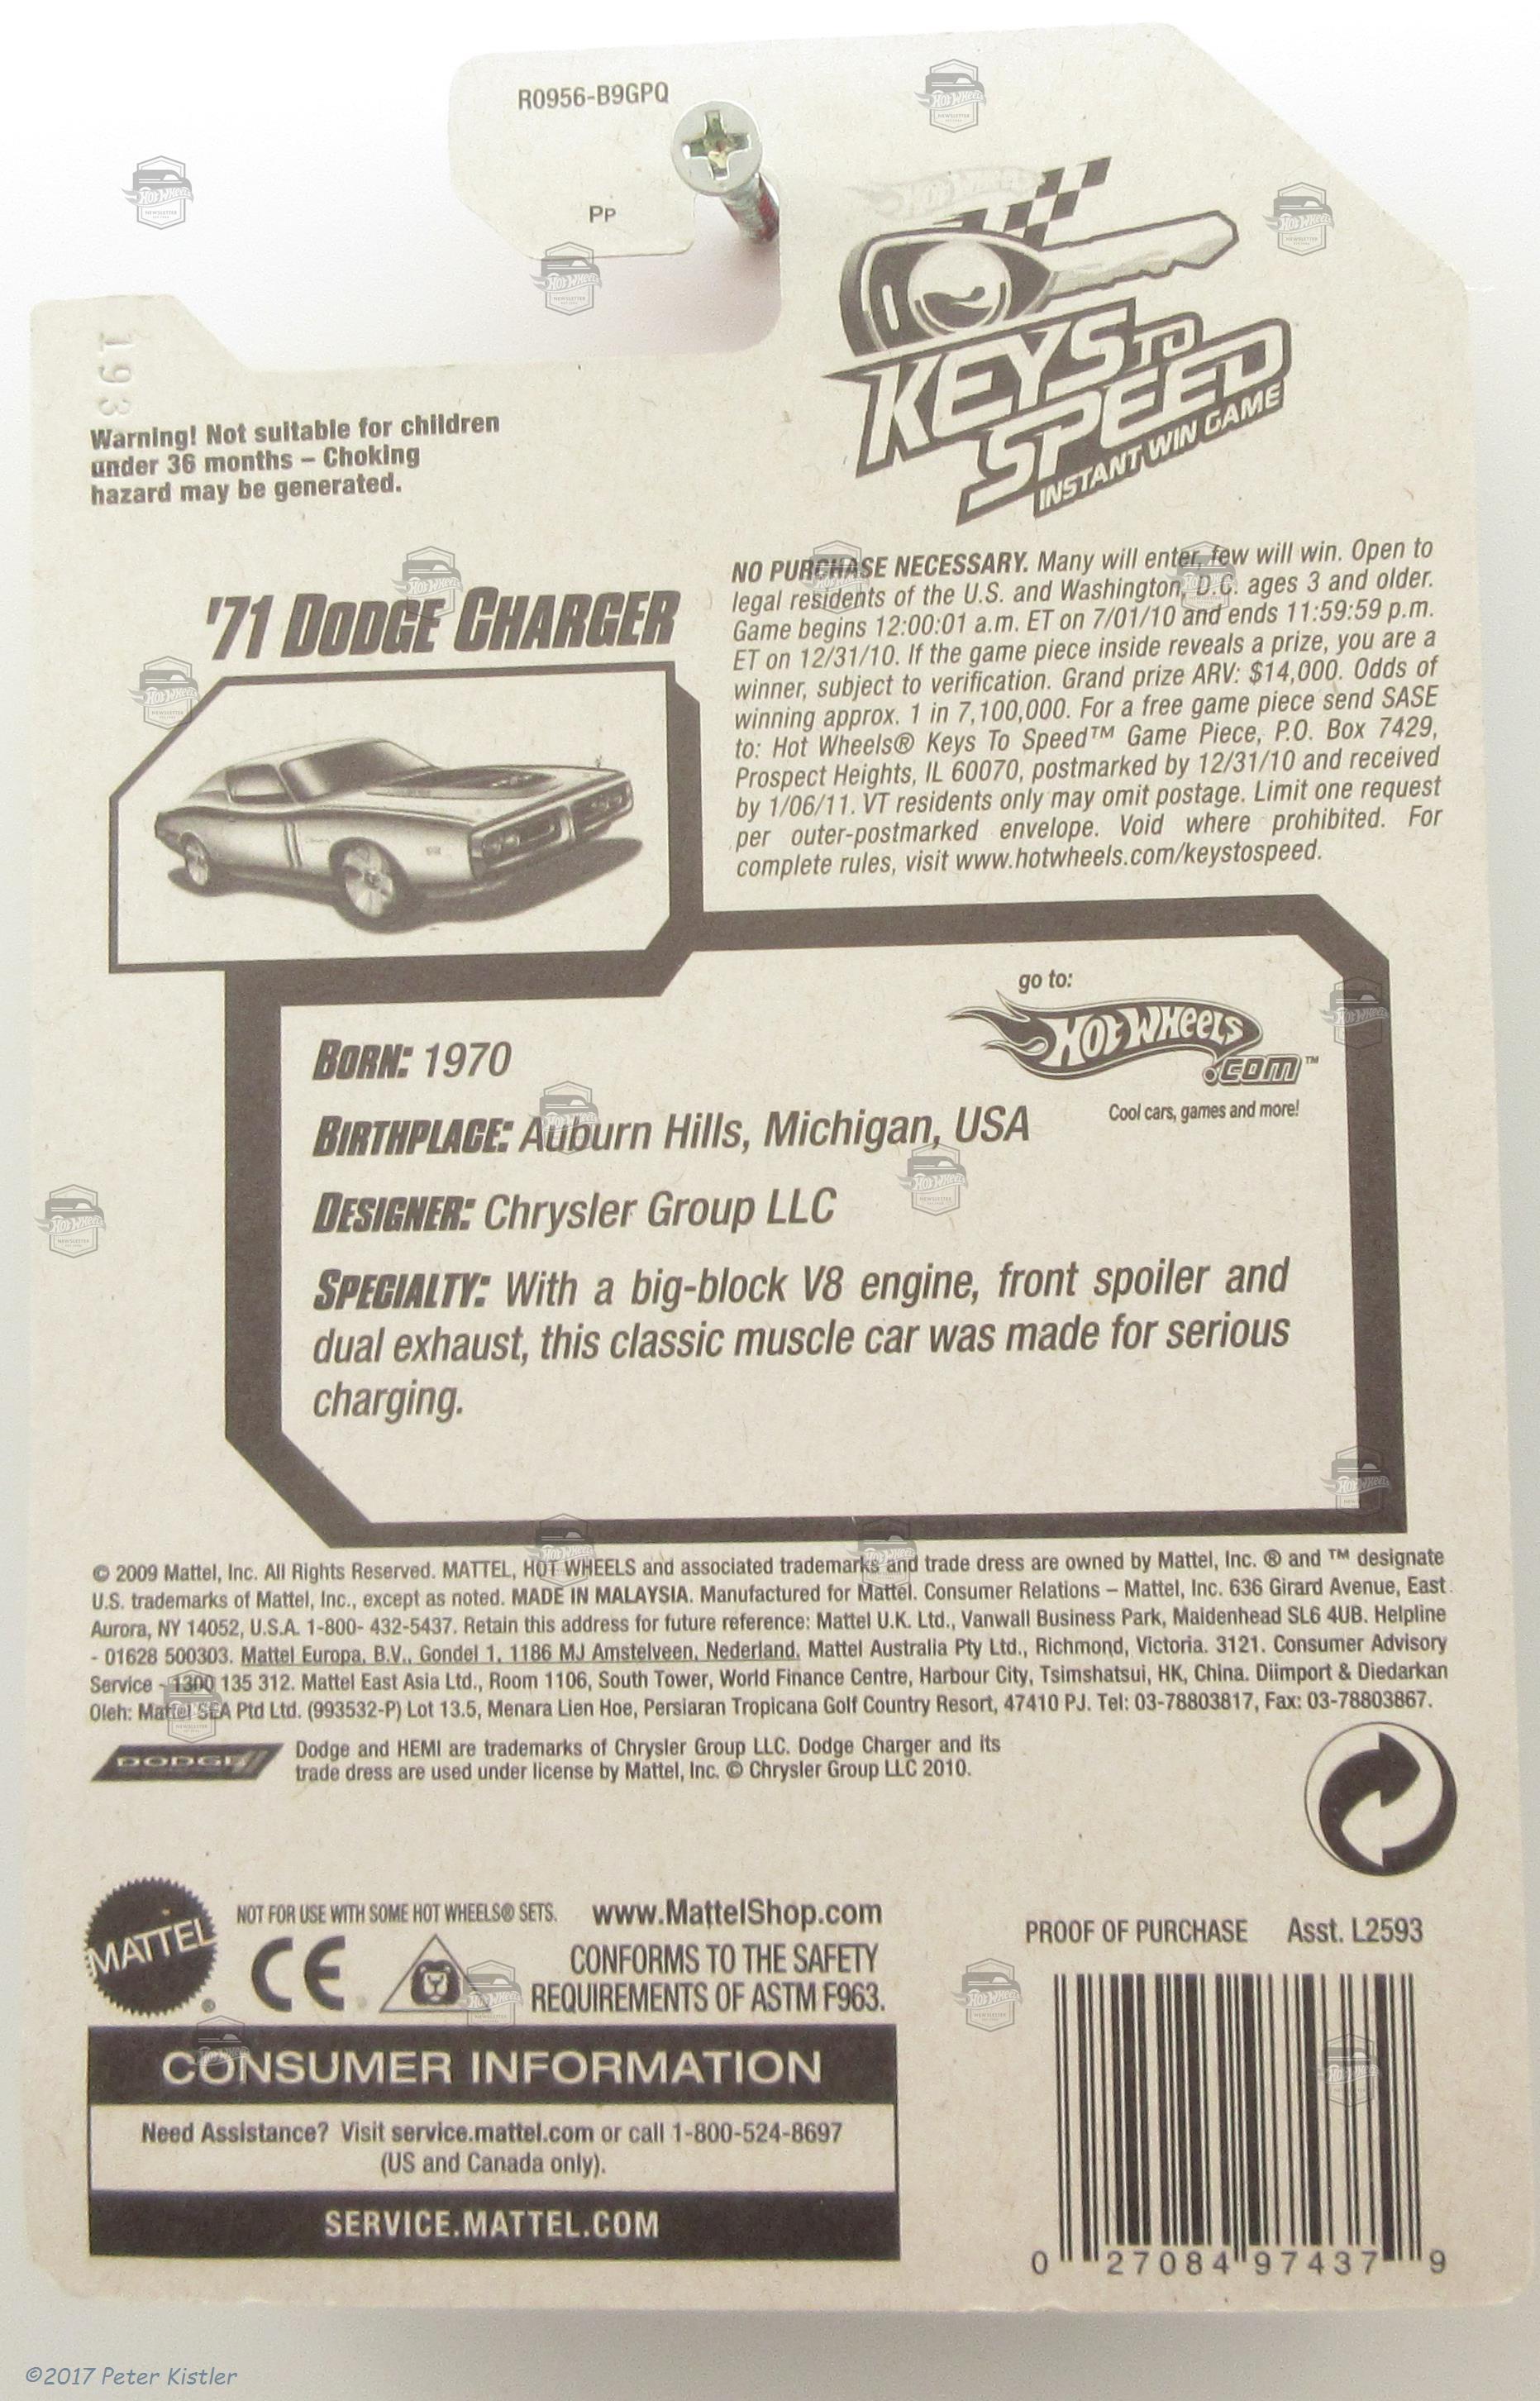 R0956-B9GPQ
PP
193
KEYS TO
SPEED
INSTANT WIN GAME
Warning! Not suitable for children
under 36 months – Choking
hazard may be generated.
NO PURCHASE NECESSARY. Many will enter, few will win. Open to
legal residents of the U.S. and Washington, D.C. ages 3 and older.
Game begins 12:00:01 a.m. ET on 7/01/10 and ends 11:59:59 p.m.
ET on 12/31/10. If the game piece inside reveals a prize, you are a
winner, subject to verification. Grand prize ARV: $14,000. Odds of
winning approx. 1 in 7,100,000. For a free game piece send SASE
to: Hot Wheels® Keys To Speed™ Game Piece, P.O. Box 7429,
Prospect Heights, IL 60070, postmarked by 12/31/10 and received
by 1/06/11. VT residents only may omit postage. Limit one request
per outer-postmarked envelope. Void where prohibited. For
complete rules, visit www.hotwheels.com/keystospeed.
'71 DODGE CHARGER
go to:
HOT WHEELS
.COM™
Cool cars, games and more!
BORN: 1970
BIRTHPLACE: Auburn Hills, Michigan, USA
DESIGNER: Chrysler Group LLC
SPECIALTY: With a big-block V8 engine, front spoiler and
dual exhaust, this classic muscle car was made for serious
charging.
© 2009 Mattel, Inc. All Rights Reserved. MATTEL, HOT WHEELS and associated trademarks and trade dress are owned by Mattel, Inc. ® and ™ designate
U.S. trademarks of Mattel, Inc., except as noted. MADE IN MALAYSIA. Manufactured for Mattel. Consumer Relations – Mattel, Inc. 636 Girard Avenue, East
Aurora, NY 14052, U.S.A. 1-800- 432-5437. Retain this address for future reference: Mattel U.K. Ltd., Vanwall Business Park, Maidenhead SL6 4UB. Helpline
- 01628 500303. Mattel Europa, B.V., Gondel 1, 1186 MJ Amstelveen, Nederland. Mattel Australia Pty Ltd., Richmond, Victoria. 3121. Consumer Advisory
Service - 1300 135 312. Mattel East Asia Ltd., Room 1106, South Tower, World Finance Centre, Harbour City, Tsimshatsui, HK, China. Diimport & Diedarkan
Oleh: Mattel SEA Ptd Ltd. (993532-P) Lot 13.5, Menara Lien Hoe, Persiaran Tropicana Golf Country Resort, 47410 PJ. Tel: 03-78803817, Fax: 03-78803867.
DODGE
Dodge and HEMI are trademarks of Chrysler Group LLC. Dodge Charger and its
trade dress are used under license by Mattel, Inc. © Chrysler Group LLC 2010.
MATTEL®
NOT FOR USE WITH SOME HOT WHEELS® SETS. www.MattelShop.com
CE
CONFORMS TO THE SAFETY
REQUIREMENTS OF ASTM F963.
PROOF OF PURCHASE Asst. L2593
CONSUMER INFORMATION
Need Assistance? Visit service.mattel.com or call 1-800-524-8697
(US and Canada only).
SERVICE.MATTEL.COM
0 27084 97437 9
©2017 Peter Kistler